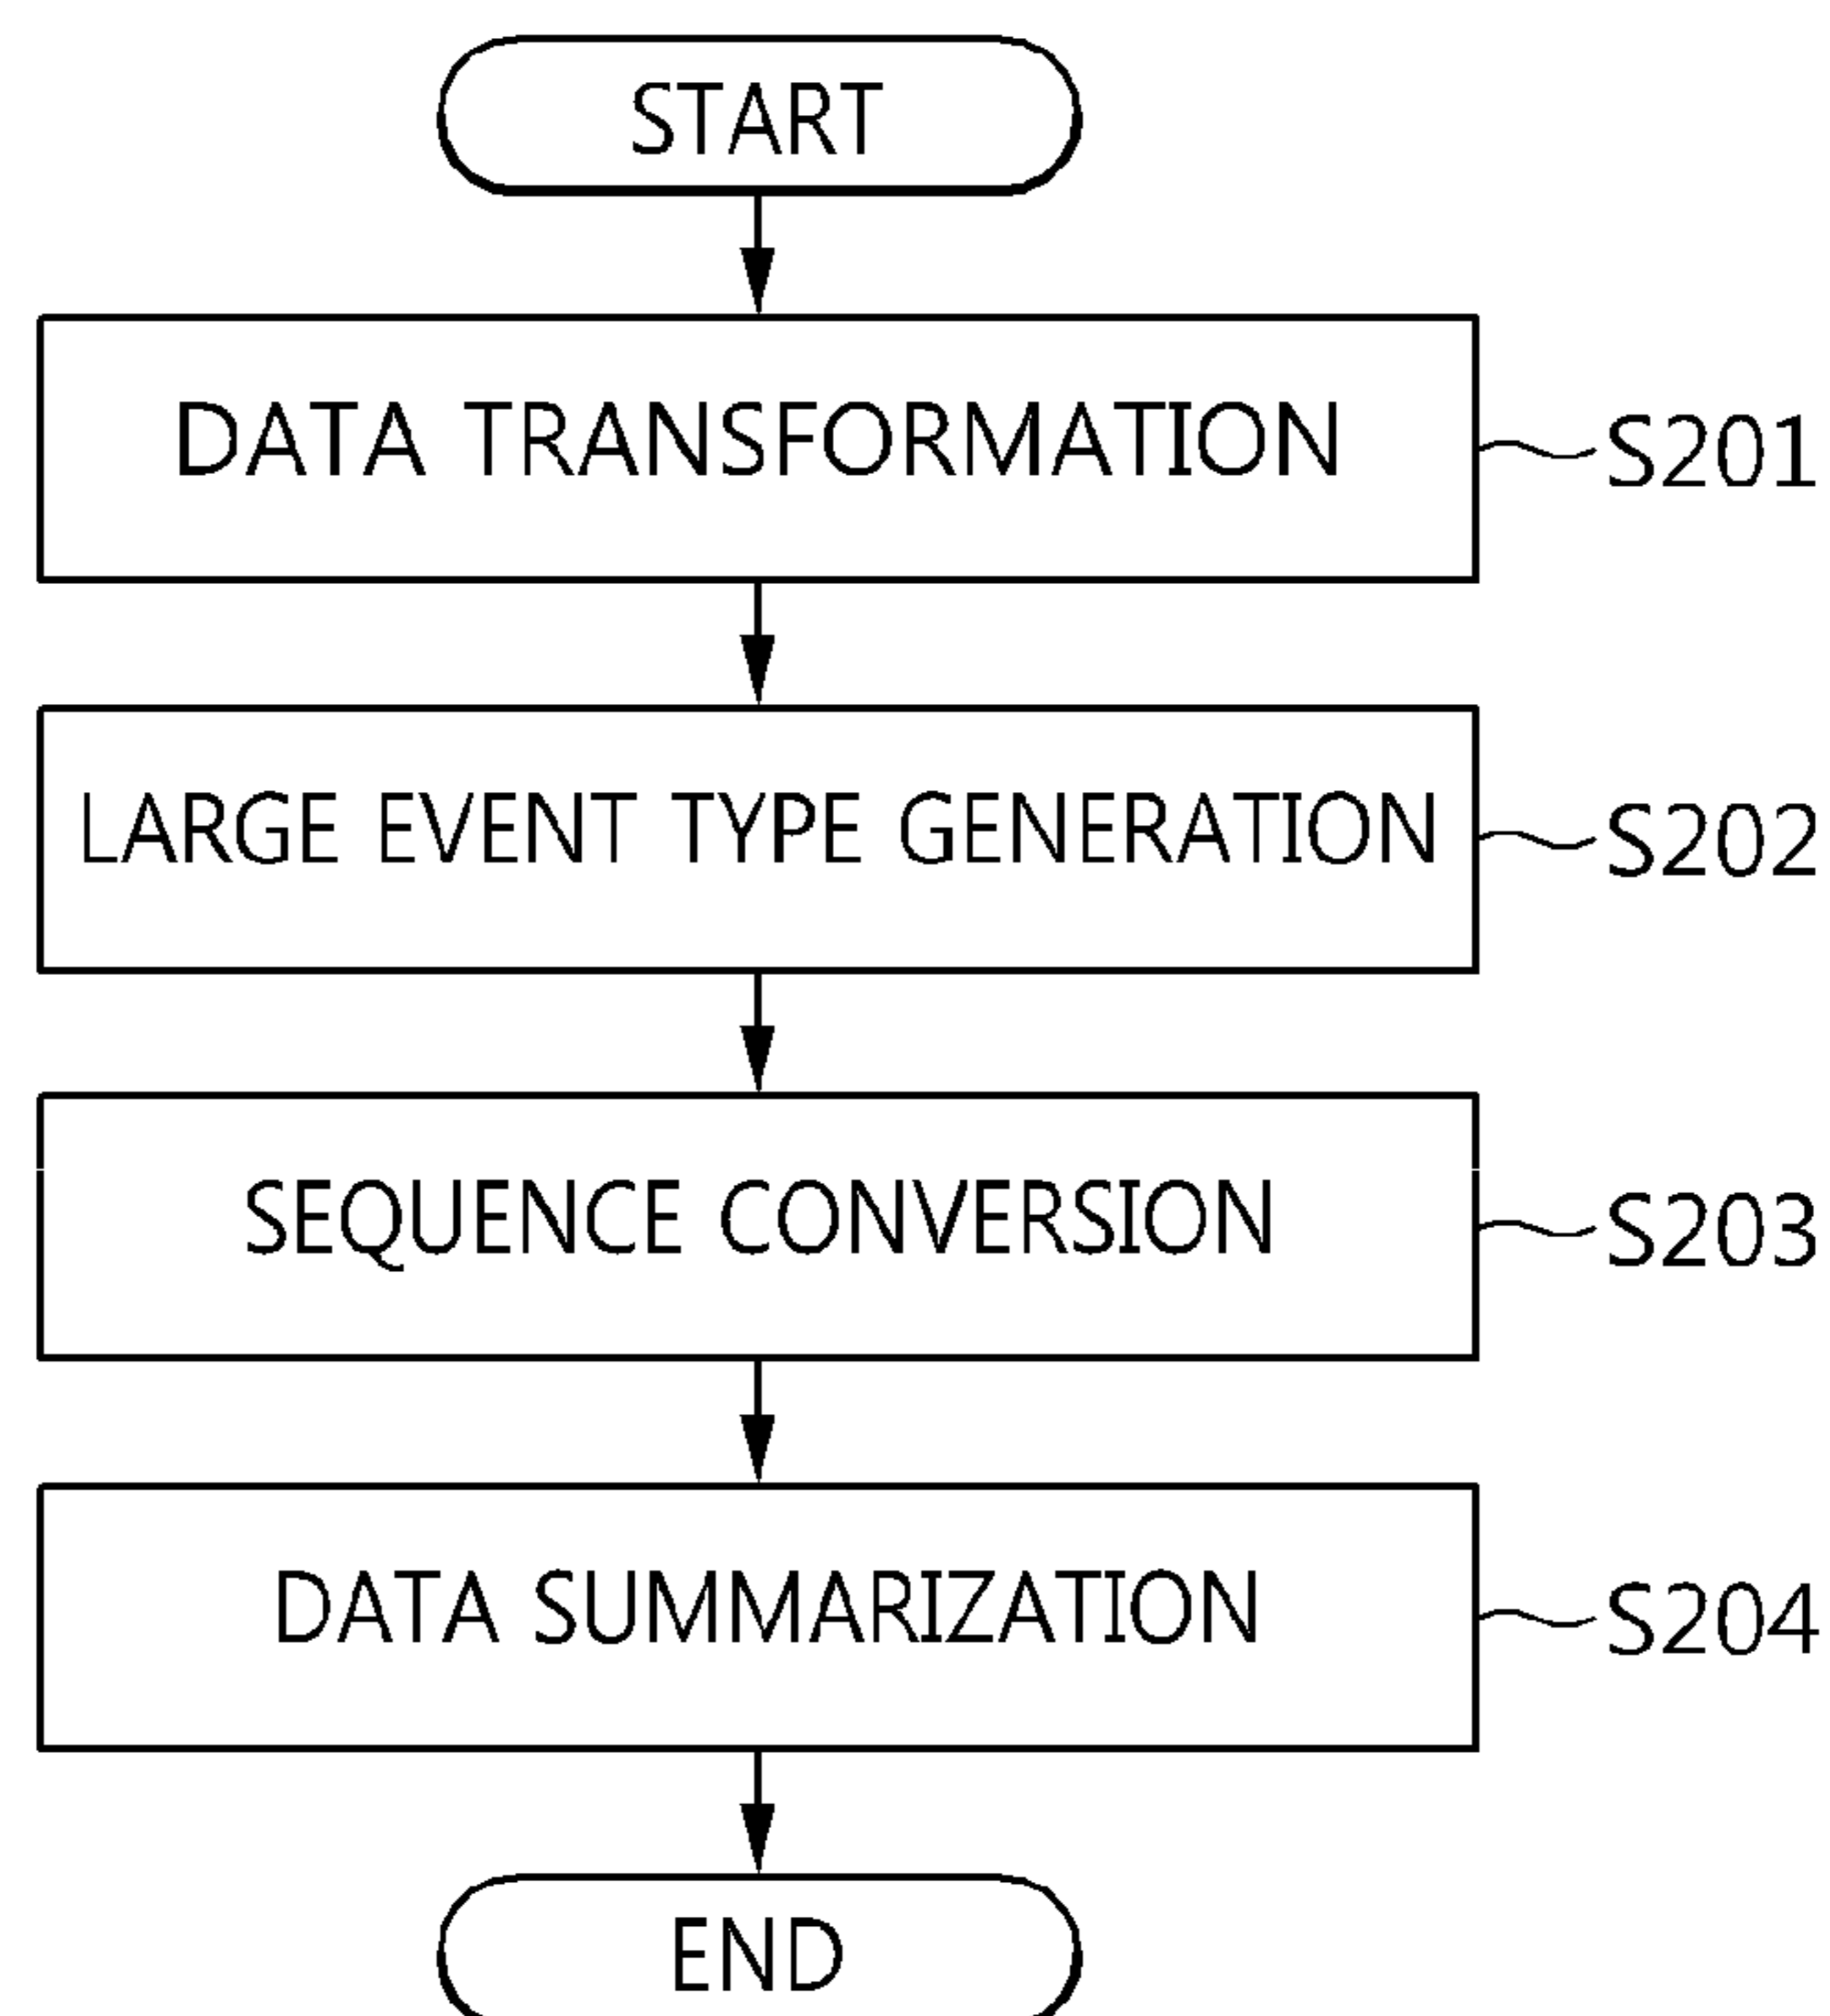 START
DATA TRANSFORMATION
S201
LARGE EVENT TYPE GENERATION
S202
SEQUENCE CONVERSION
S203
DATA SUMMARIZATION
S204
END